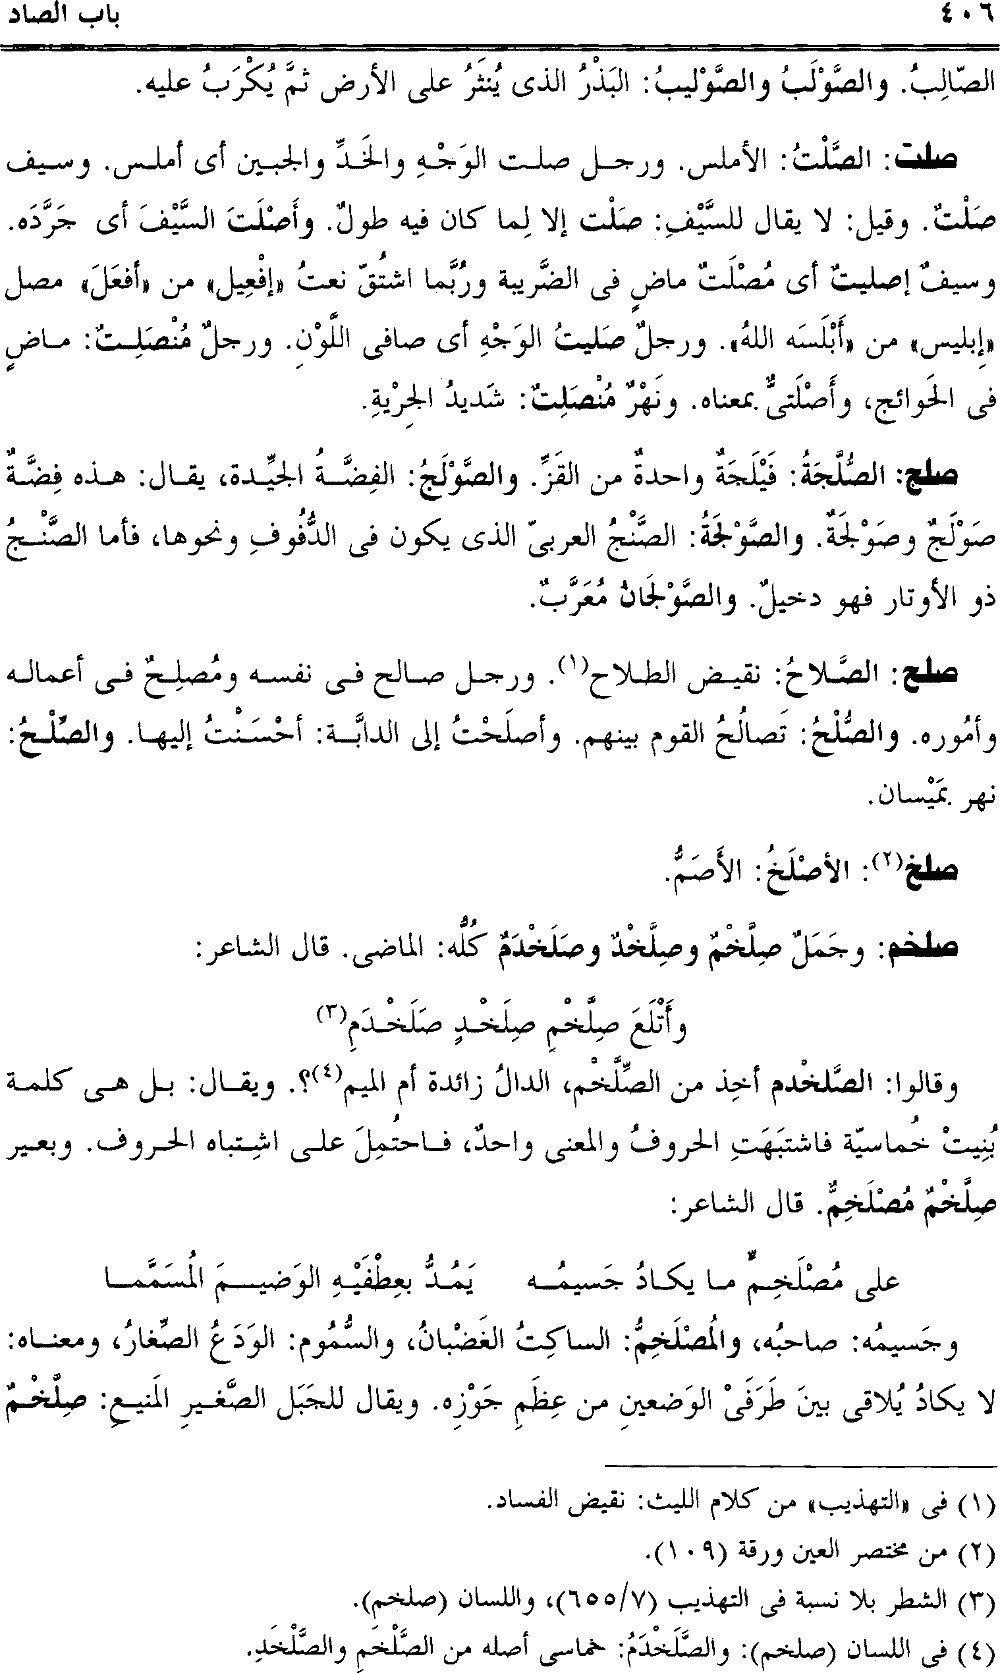 ٤٠٦ باب الصاد
الصّالِبُ. والصَّوْلَبُ والصَّوْليبُ: البَذْرُ الذى يُنثَرُ على الأرض ثمَّ يُكْرَبُ عليه.
صلت: الصَّلْتُ: الأملس. ورجل صلت الوَجْهِ والخَدِّ والجبين أى أملس. وسيف
صَلْتٌ. وقيل: لا يقال للسَّيْفِ: صَلْت إلا لِما كان فيه طولٌ. وأَصْلَتَ السَّيْفَ أى جَرَّدَه.
وسيفٌ إصليتٌ أى مُصْلَتٌ ماضٍ فى الضَّريبة ورُبَّما اشتُقّ نعتُ «إفْعِيل» من «أفعَلَ» مصل
«إبليس» من «أَبْلَسَه اللهُ». ورجلٌ صَليتُ الوَجْهِ أى صافى اللَّوْنِ. ورجلٌ مُنْصَلِتٌ: ماضٍ
فى الحَوائج، وأَصْلَتىٌّ بمعناه. ونَهْرٌ مُنْصَلِتٌ: شَديدُ الجِرْيةِ.
صلج: الصُّلَّجَةُ: فَيْلَجَةٌ واحدةٌ من القَزِّ. والصَّوْلَجُ: الفِضَّةُ الجيِّدة، يقال: هذه فِضَّةٌ
صَوْلَجٌ وصَوْلَجَةٌ. والصَّوْلَجَةُ: الصَّنْجُ العربىّ الذى يكون فى الدُّفُوفِ ونحوها، فأما الصَّنْجُ
ذو الأوتار فهو دخيلٌ. والصَّوْلَجَانُ مُعَرَّبٌ.
صلح: الصَّلاحُ: نقيض الطلاح(١). ورجل صالح فى نفسه ومُصلِحٌ فى أعماله
وأمُوره. والصُّلْحُ: تَصالُحُ القوم بينهم. وأصلَحْتُ إلى الدابَّة: أحْسَنْتُ إليها. والصِّلْحُ:
نهر بمَيْسان.
صلخ(٢): الأصْلَخُ: الأَصَمُّ.
صلخم: وجَمَلٌ صِلَّخْمٌ وصِلَّخْدٌ وصَلَخْدَمٌ كُلُّه: الماضى. قال الشاعر:
وأَتْلَعَ صِلَّخْمِ صِلَخْدٍ صَلَخْدَمِ(٣)
وقالوا: الصَّلخْدم أخِذ من الصِّلَّخْم، الدالُ زائدة أم الميم(٤)؟. ويقال: بل هى كلمة
بُنِيتْ خُماسيّة فاشتبَهَتِ الحروفُ والمعنى واحدٌ، فاحتُمِلَ على اشتِباه الحروف. وبعير
صِلَّخْمٌ مُصْلَخِمٌّ. قال الشاعر:
على مُصْلَخِمٌّ ما يكادُ جَسيمُه يَمُدُّ بعِطْفَيْهِ الوَضيمَ المُسَمَّما
وجَسيمُه: صاحبُه، والمُصْلَخِمُّ: الساكِتُ الغَضْبانُ، والسُّمُوم: الوَدَعُ الصِّغارُ، ومعناه:
لا يكادُ يُلاقى بينَ طَرَفَىْ الوَضعينِ من عِظَمِ جَوْزِه. ويقال للجَبَل الصَّغيرِ المَنيعِ: صِلَّخْمٌ
(١) فى «التهذيب» من كلام الليث: نقيض الفساد.
(٢) من مختصر العين ورقة (١٠٩).
(٣) الشطر بلا نسبة فى التهذيب (٦٥٥/٧)، واللسان (صلخم).
(٤) فى اللسان (صلخم): والصَّلَخْدَمُ: خماسى أصله من الصَّلْخَمِ والصَّلْخَدِ.